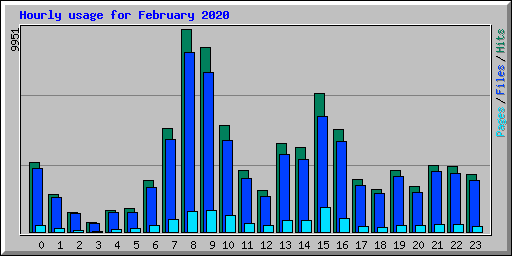 Hourly usage for February 2020
9951
Pages / Files / Hits
0 1 2 3 4 5 6 7 8 9 10 11 12 13 14 15 16 17 18 19 20 21 22 23